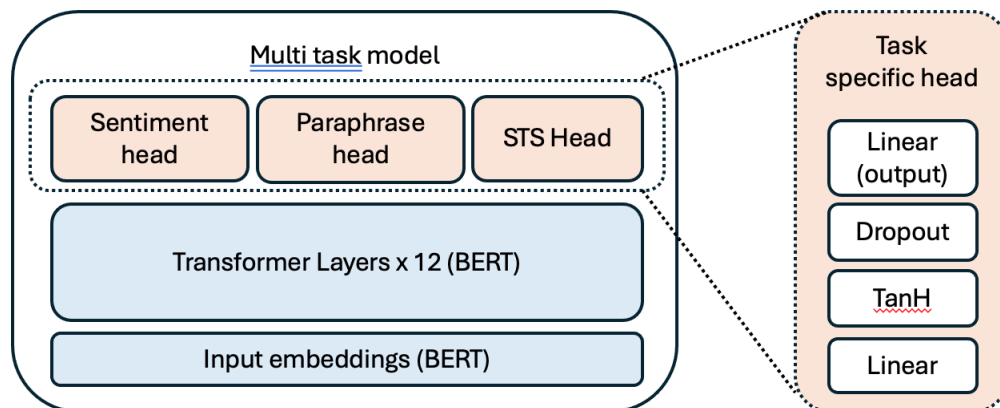 Multi task model
Sentiment
head
Paraphrase
head
STS Head
Transformer Layers x 12 (BERT)
Input embeddings (BERT)
Task
specific head
Linear
(output)
Dropout
TanH
Linear